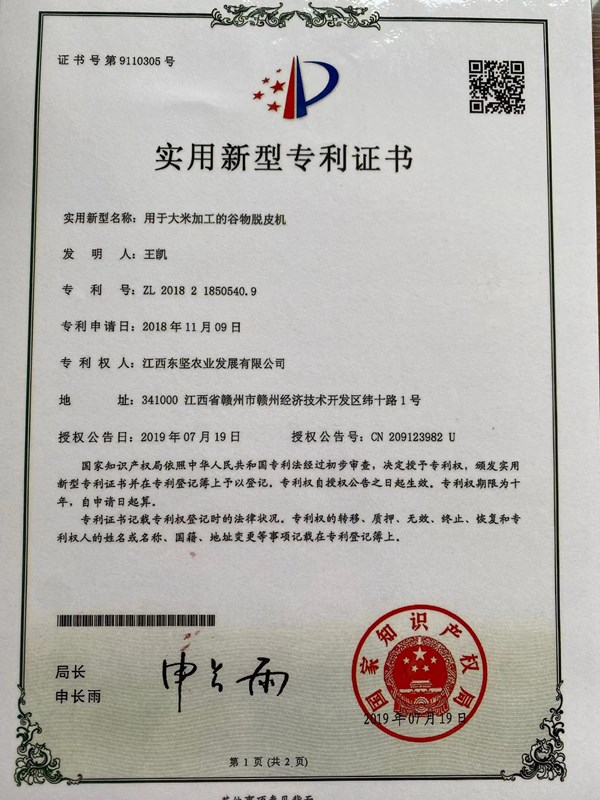 证书号第9110305号
实用新型专利证书
实用新型名称：用于大米加工的谷物脱皮机
发明人：王凯
专利号：ZL 2018 2 1850540.9
专利申请日：2018年11月09日
专利权人：江西东坚农业发展有限公司
地址：341000 江西省赣州市赣州经济技术开发区纬十路1号
授权公告日：2019年07月19日 授权公告号：CN 209123982 U
国家知识产权局依照中华人民共和国专利法经过初步审查，决定授予专利权，颁发实用
新型专利证书并在专利登记簿上予以登记。专利权自授权公告之日起生效。专利权期限为十
年，自申请日起算。
专利证书记载专利权登记时的法律状况。专利权的转移、质押、无效、终止、恢复和专
利权人的姓名或名称、国籍、地址变更等事项记载在专利登记簿上。
局长
申长雨
申长雨
国家知识产权局
2019年07月19日
第1页(共2页)